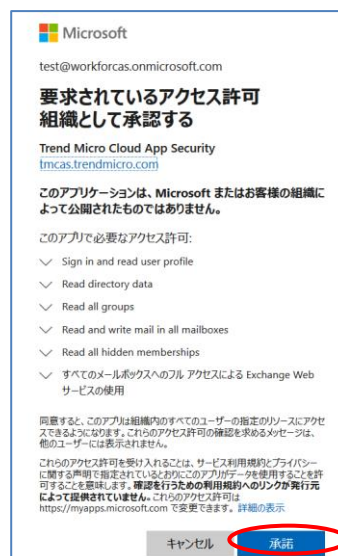 Microsoft
test@workforcas.onmicrosoft.com
要求されているアクセス許可
組織として承認する
Trend Micro Cloud App Security
tmcas.trendmicro.com
このアプリケーションは、Microsoft またはお客様の組織に
よって公開されたものではありません。
このアプリで必要なアクセス許可:
Sign in and read user profile
Read directory data
Read all groups
Read and write mail in all mailboxes
Read all hidden memberships
すべてのメールボックスへのフル アクセスによる Exchange Web
サービスの使用
同意すると、このアプリは組織内のすべてのユーザーの指定のリソースにアクセ
スできるようになります。これらのアクセス許可の確認を求めるメッセージは、
他のユーザーには表示されません。
これらのアクセス許可を受け入れることは、サービス利用規約とプライバシー
に関する声明で指定されているとおりにこのアプリがデータを使用することを許
可することを意味します。確認を行うための利用規約へのリンクが発行元
によって提供されていません。これらのアクセス許可は
https://myapps.microsoft.com で変更できます。詳細の表示
キャンセル
承諾